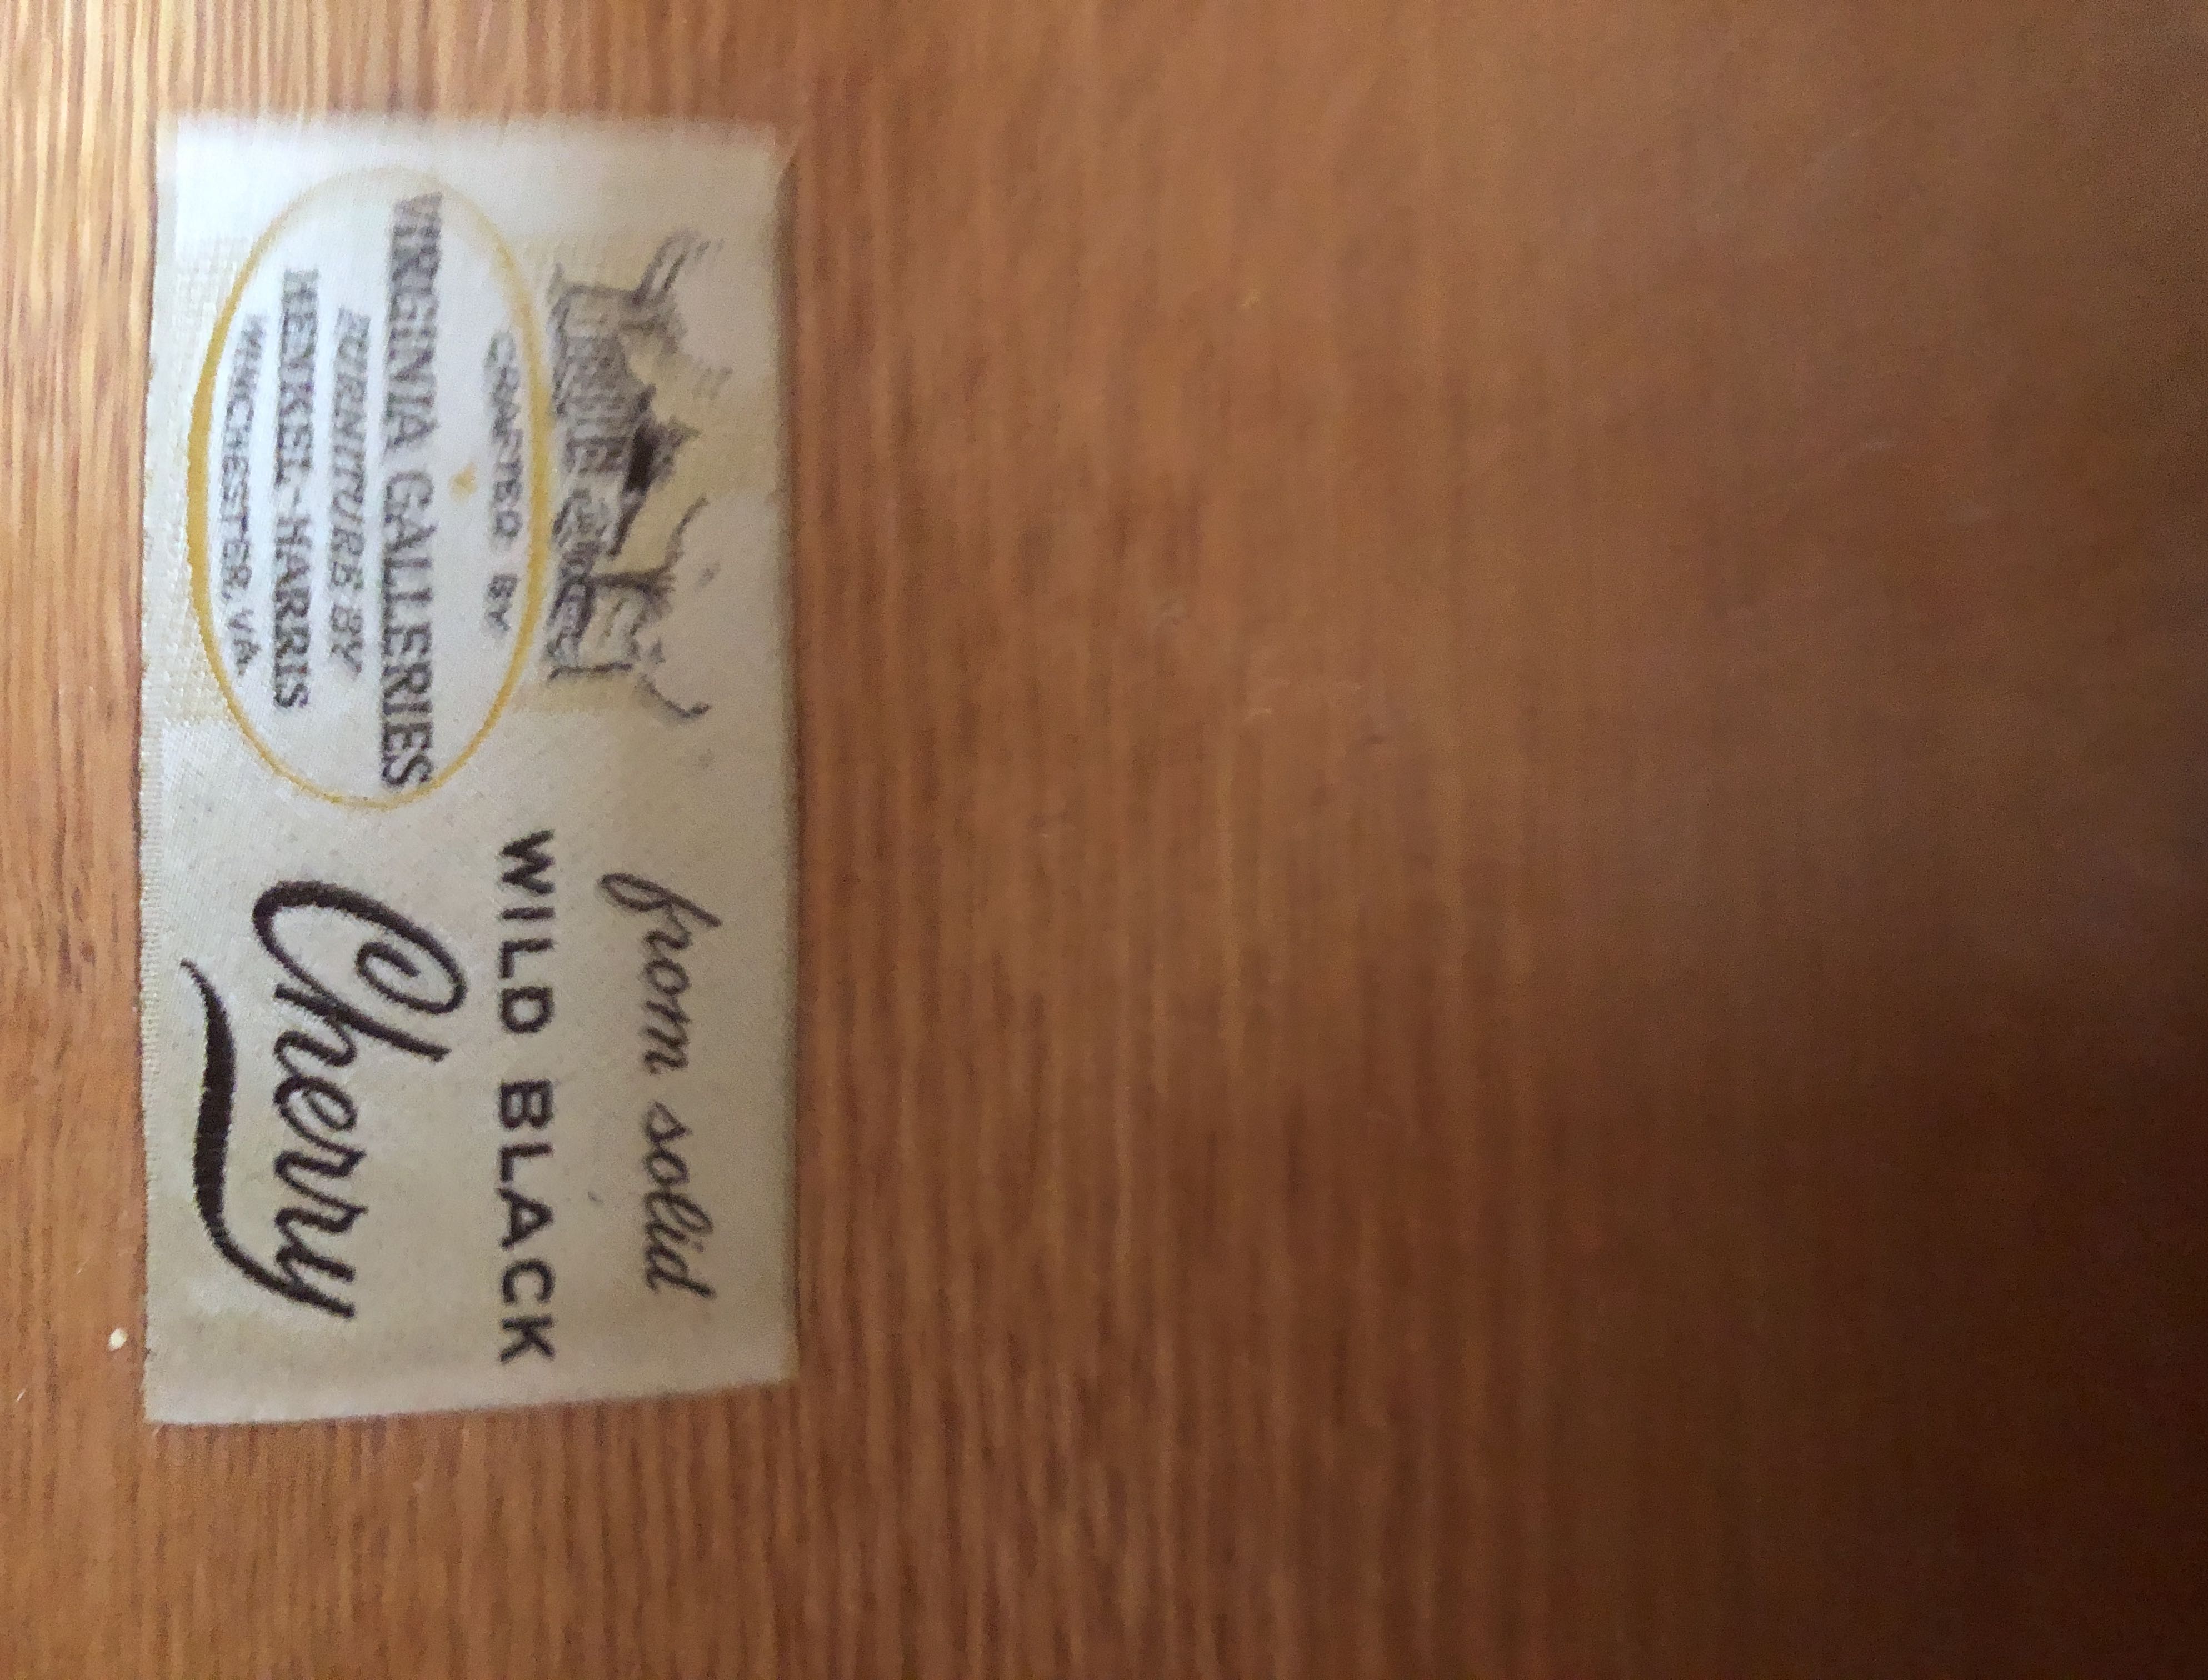 CRAFTED BY
VIRGINIA GALLERIES
FURNITURE BY
HENKEL-HARRIS
WINCHESTER, VA.
from solid
WILD BLACK
Cherry